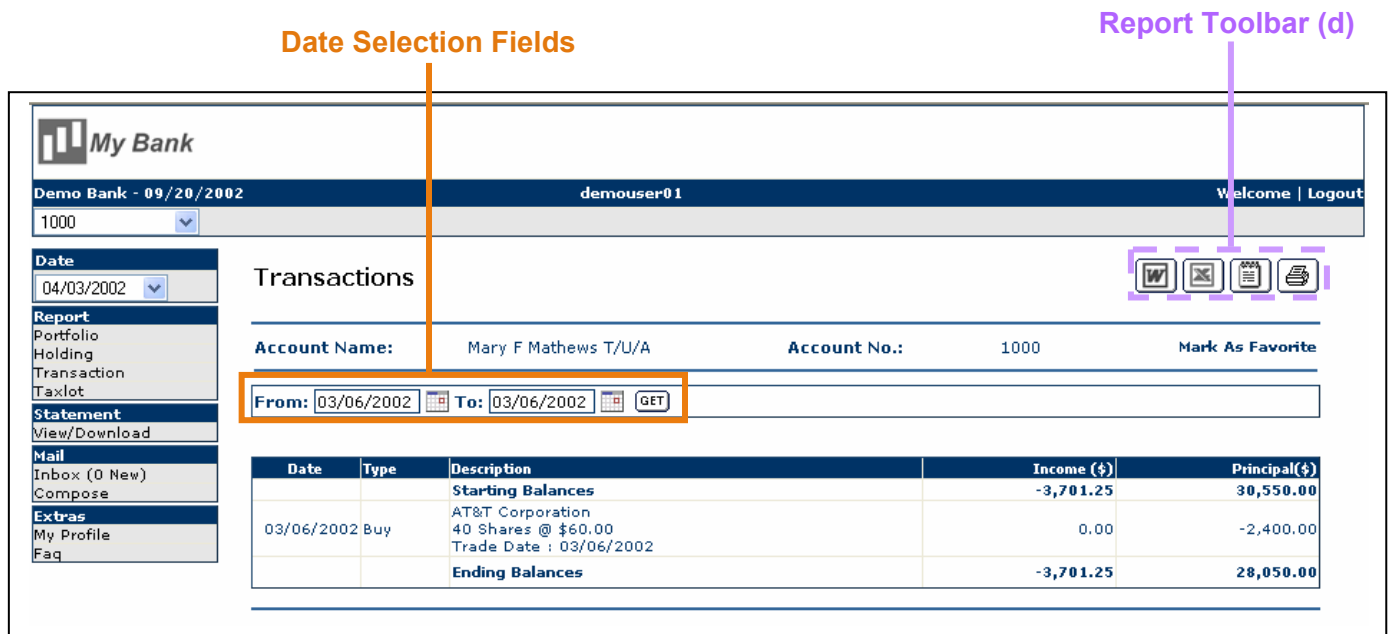 Report Toolbar (d)
Date Selection Fields
My Bank
Demo Bank - 09/20/2002 demouser01 Welcome | Logout
1000
Date
04/03/2002
Transactions
W X
Report
Portfolio
Holding
Transaction
Taxlot
Statement
View/Download
Mail
Inbox (0 New)
Compose
Extras
My Profile
Faq
Account Name: Mary F Mathews T/U/A Account No.: 1000 Mark As Favorite
From: 03/06/2002 To: 03/06/2002 GET
Date Type Description Income ($) Principal($)
Starting Balances -3,701.25 30,550.00
AT&T Corporation
03/06/2002 Buy 40 Shares @ $60.00 0.00 -2,400.00
Trade Date : 03/06/2002
Ending Balances -3,701.25 28,050.00